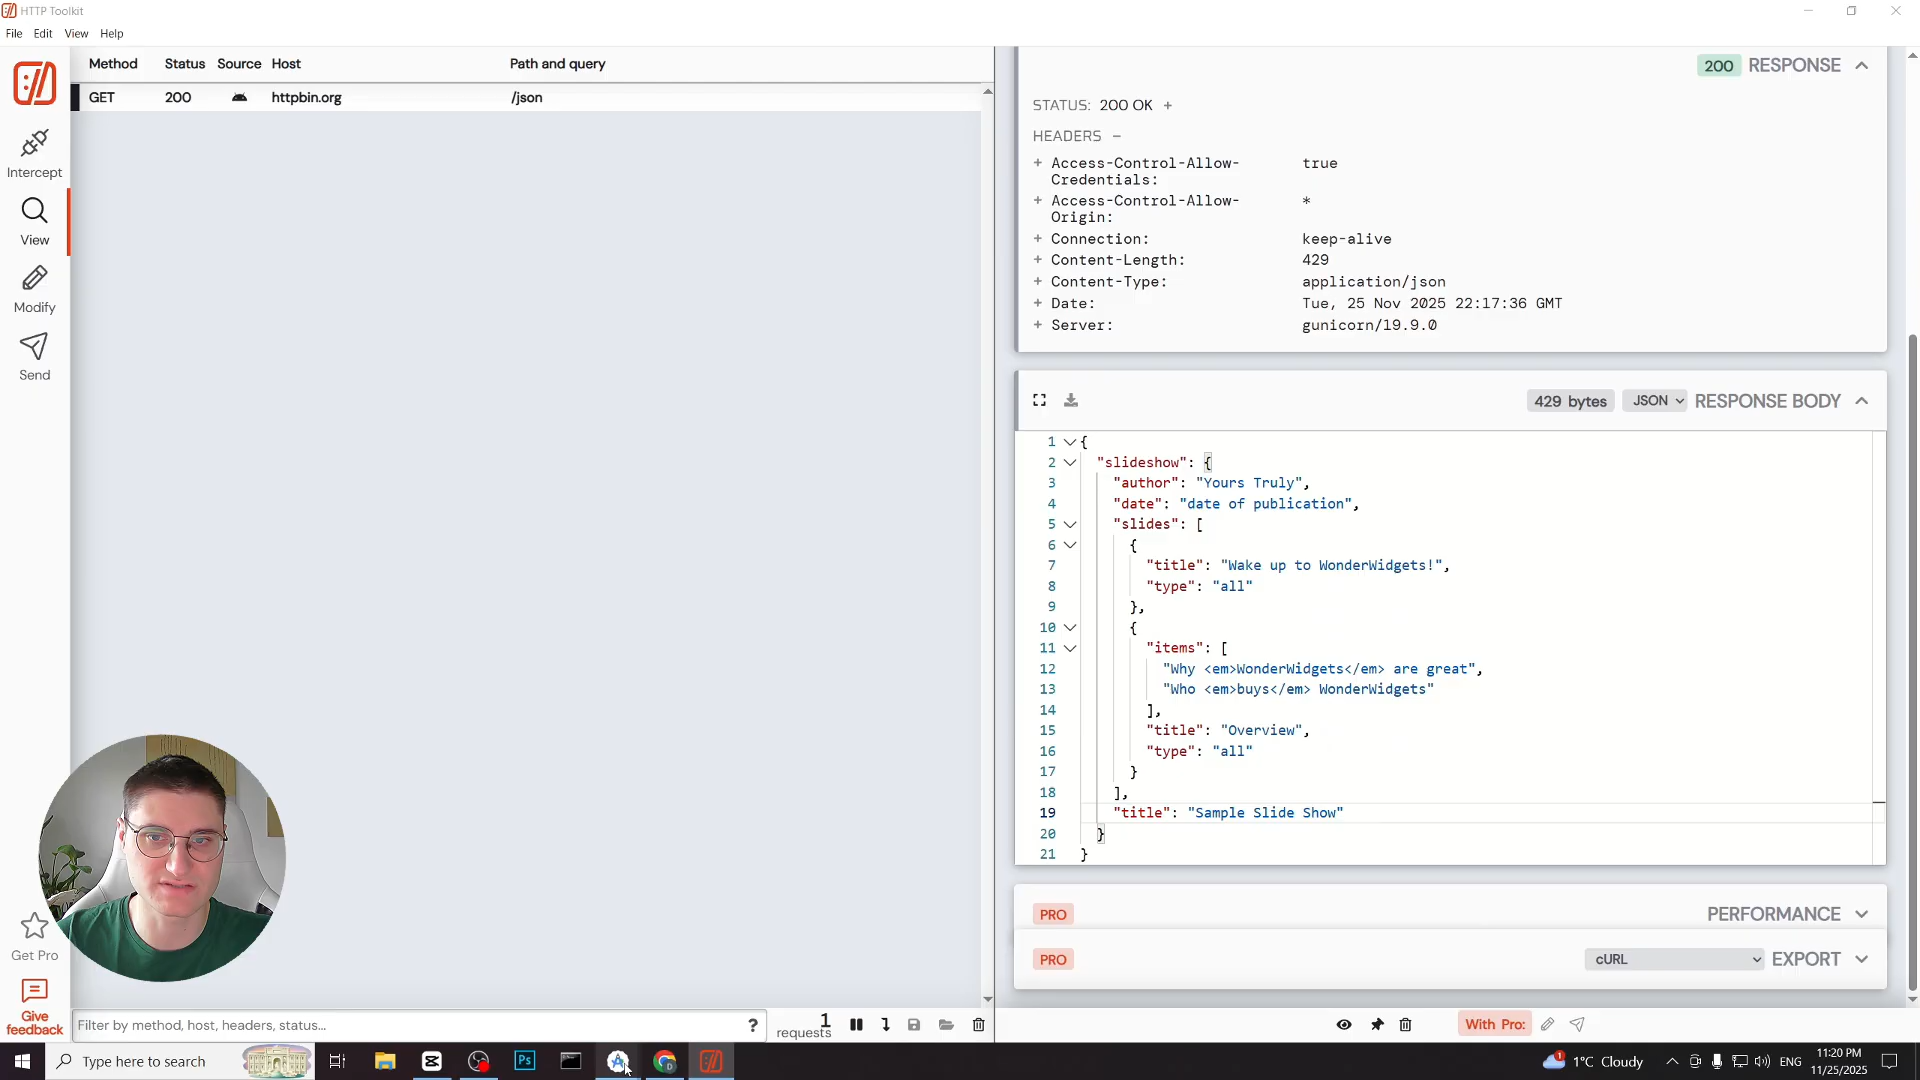 HTTP Toolkit
File Edit View Help
Method Status Source Host Path and query
GET 200 httpbin.org /json
Intercept
View
Modify
Send
Get Pro
Give
feedback
200 RESPONSE
STATUS: 200 OK +
HEADERS −
+ Access-Control-Allow- true
Credentials:
+ Access-Control-Allow- *
Origin:
+ Connection: keep-alive
+ Content-Length: 429
+ Content-Type: application/json
+ Date: Tue, 25 Nov 2025 22:17:36 GMT
+ Server: gunicorn/19.9.0
429 bytes JSON RESPONSE BODY
1 {
2 "slideshow": {
3 "author": "Yours Truly",
4 "date": "date of publication",
5 "slides": [
6 {
7 "title": "Wake up to WonderWidgets!",
8 "type": "all"
9 },
10 {
11 "items": [
12 "Why <em>WonderWidgets</em> are great",
13 "Who <em>buys</em> WonderWidgets"
14 ],
15 "title": "Overview",
16 "type": "all"
17 }
18 ],
19 "title": "Sample Slide Show"
20 }
21 }
PRO PERFORMANCE
PRO cURL EXPORT
Filter by method, host, headers, status... ? 1
requests
With Pro:
Type here to search Ps 1 1°C Cloudy ENG 11:20 PM
11/25/2025